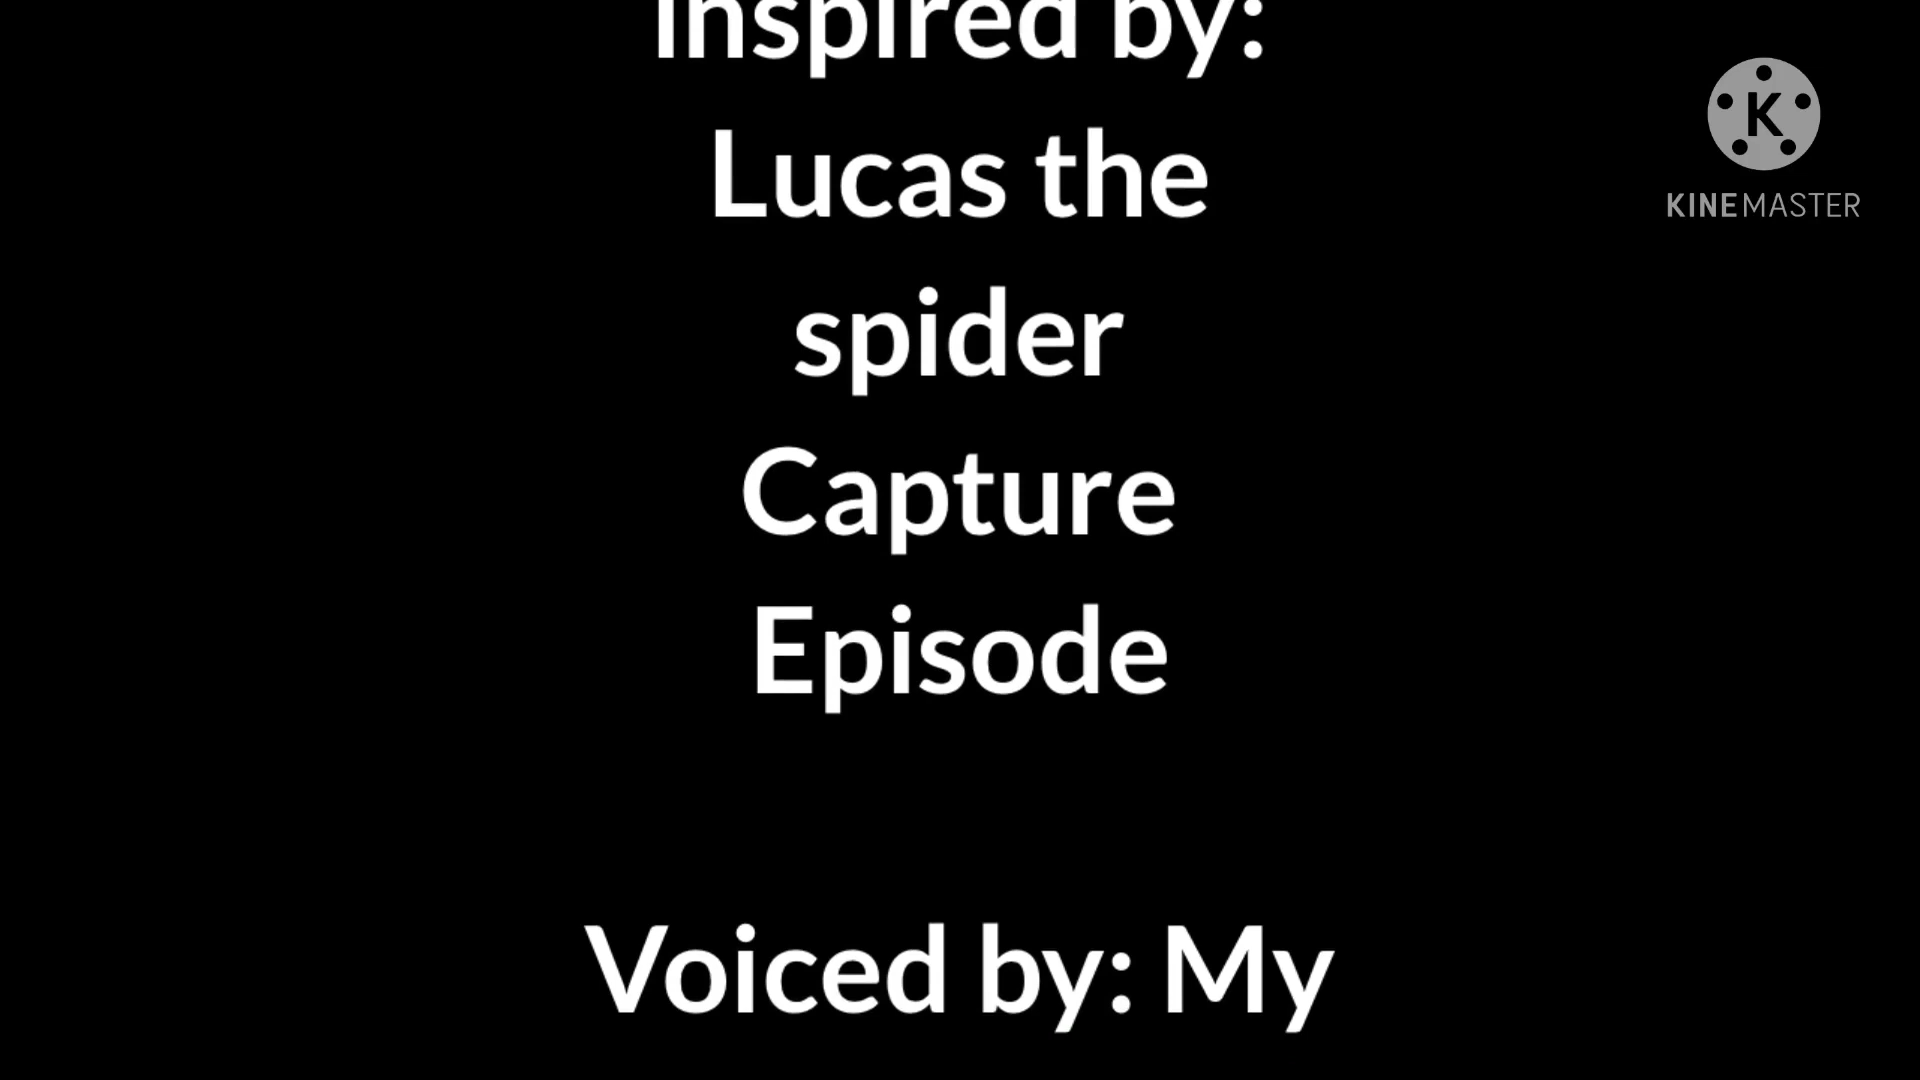 Inspired by:
Lucas the
spider
Capture
Episode
Voiced by: My
K
KINEMASTER